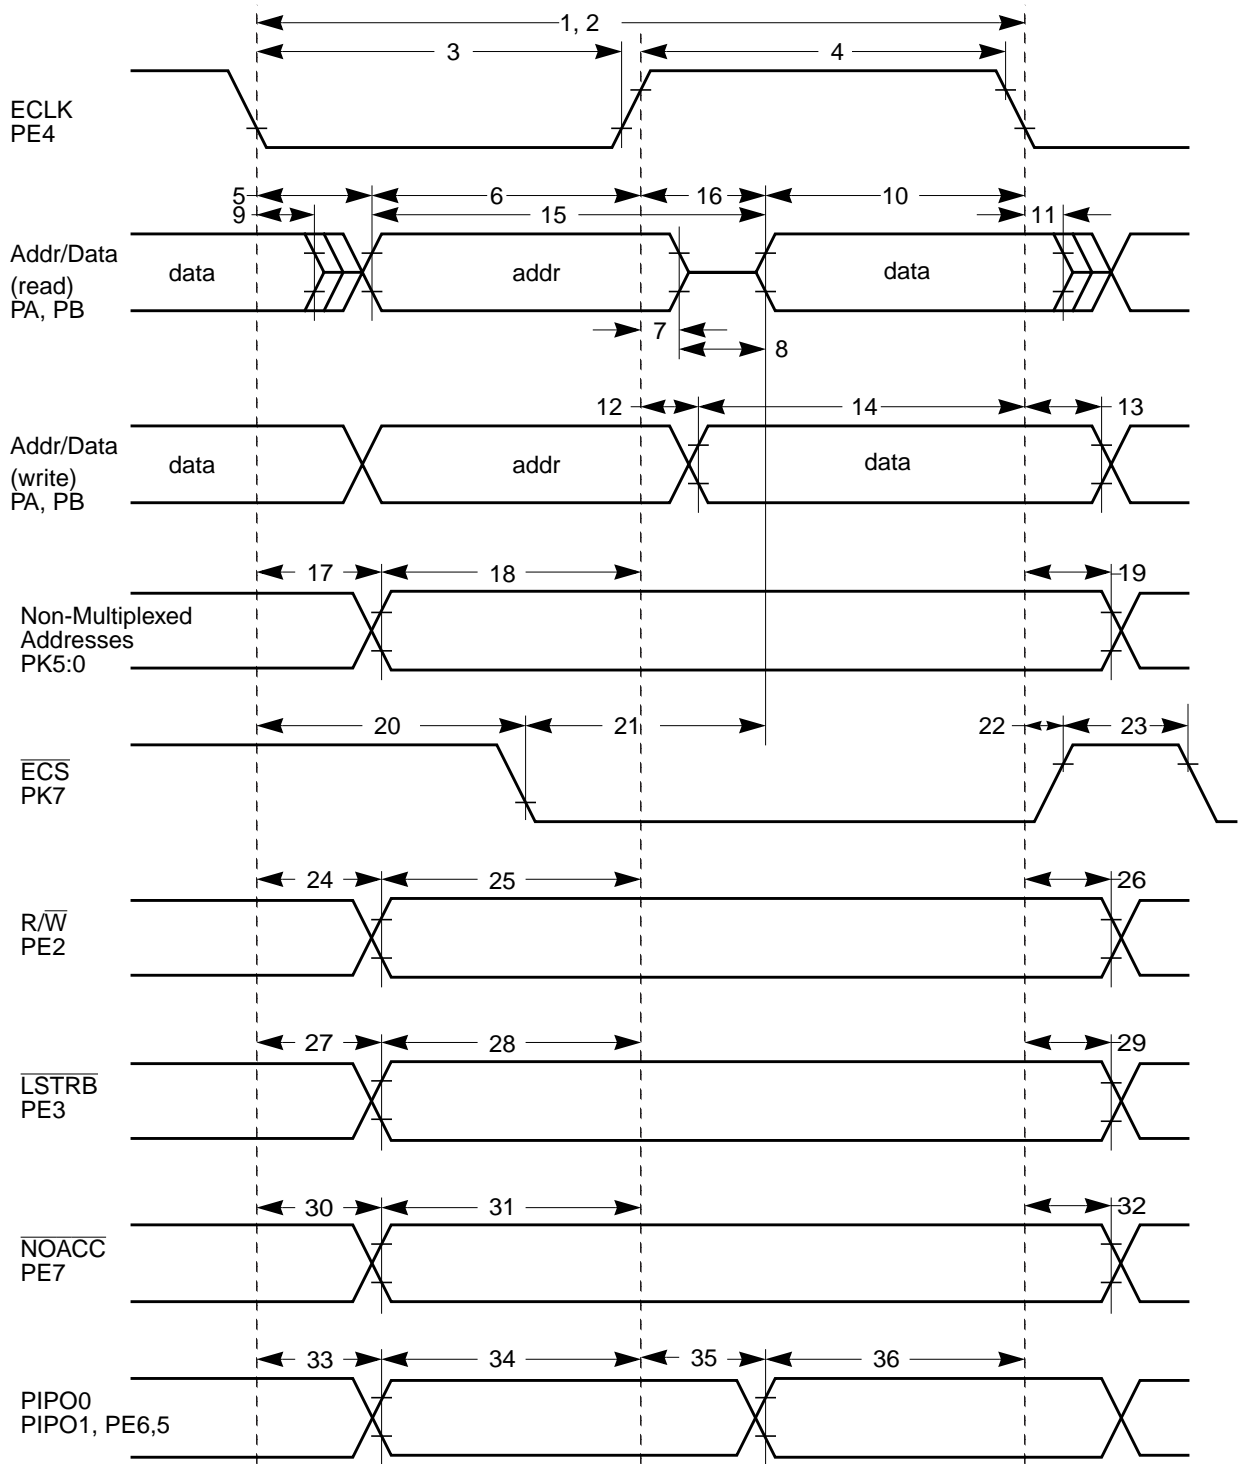 1, 2
3
4
ECLK
PE4
5
6
16
10
9
15
11
Addr/Data
(read)
PA, PB
data
addr
data
7
8
12
14
13
Addr/Data
(write)
PA, PB
data
addr
data
17
18
19
Non-Multiplexed
Addresses
PK5:0
20
21
22
23
ECS
PK7
24
25
26
R/W
PE2
27
28
29
LSTRB
PE3
30
31
32
NOACC
PE7
33
34
35
36
PIPO0
PIPO1, PE6,5